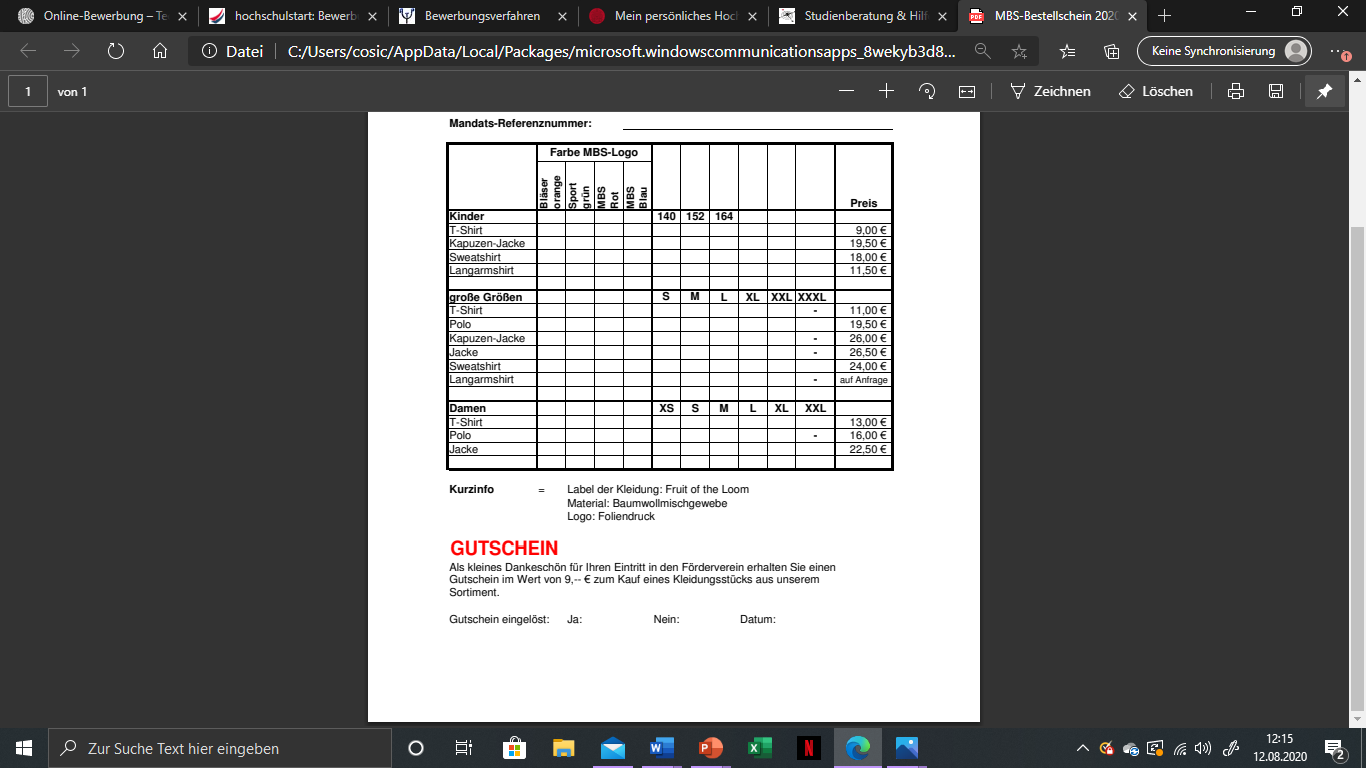 Online-Bewerbung – Te
hochschulstart: Bewerb
Bewerbungsverfahren
Mein persönliches Hoc
Studienberatung & Hilf
MBS-Bestellschein 2020
Datei
C:/Users/cosic/AppData/Local/Packages/microsoft.windowscommunicationsapps_8wekyb3d8...
Keine Synchronisierung
1 von 1
Zeichnen
Löschen
Mandats-Referenznummer:
Farbe MBS-Logo
Bläser orange
Sport grün
MBS Rot
MBS Blau
Preis
Kinder 140 152 164
T-Shirt 9,00 €
Kapuzen-Jacke 19,50 €
Sweatshirt 18,00 €
Langarmshirt 11,50 €
große Größen S M L XL XXL XXXL
T-Shirt - 11,00 €
Polo 19,50 €
Kapuzen-Jacke - 26,00 €
Jacke - 26,50 €
Sweatshirt 24,00 €
Langarmshirt - auf Anfrage
Damen XS S M L XL XXL
T-Shirt 13,00 €
Polo - 16,00 €
Jacke 22,50 €
Kurzinfo = Label der Kleidung: Fruit of the Loom
Material: Baumwollmischgewebe
Logo: Foliendruck
GUTSCHEIN
Als kleines Dankeschön für Ihren Eintritt in den Förderverein erhalten Sie einen
Gutschein im Wert von 9,-- € zum Kauf eines Kleidungsstücks aus unserem
Sortiment.
Gutschein eingelöst: Ja: Nein: Datum:
Zur Suche Text hier eingeben
12:15
12.08.2020
2